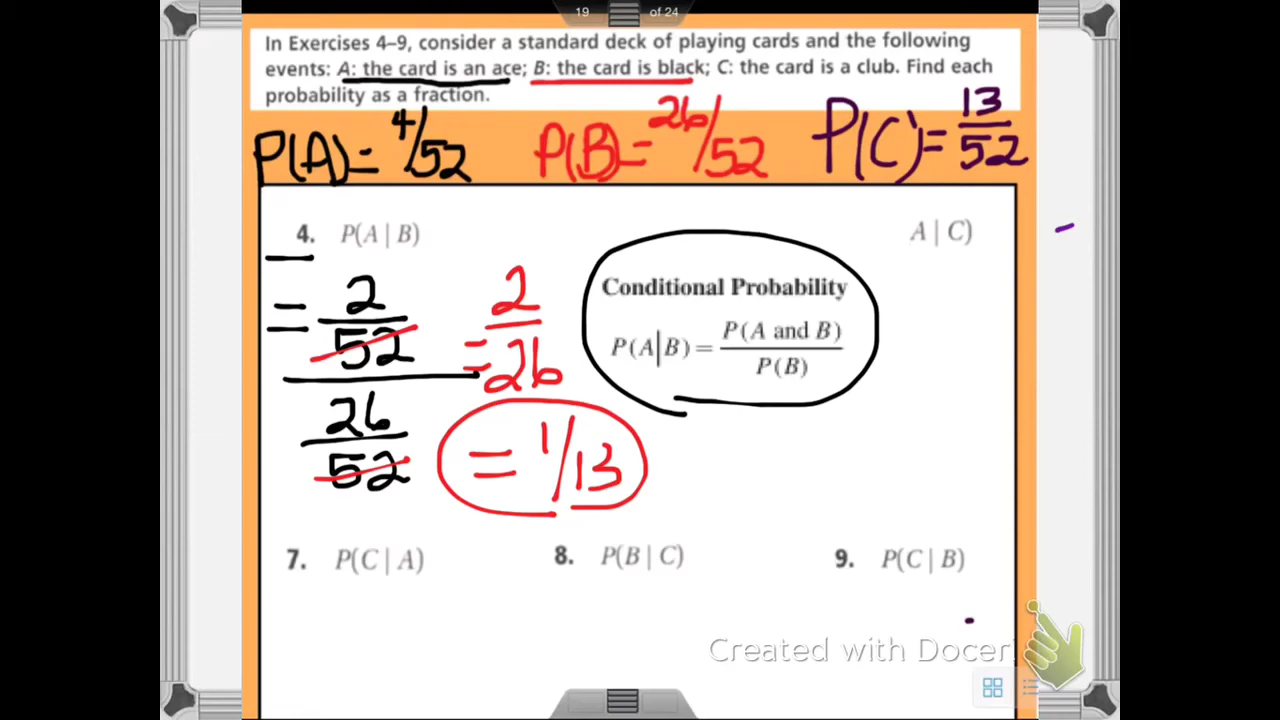 19 of 24
In Exercises 4–9, consider a standard deck of playing cards and the following
events: A: the card is an ace; B: the card is black; C: the card is a club. Find each
probability as a fraction.
P(A)= 4/52 P(B)= 26/52 P(C)= 13/52
4. P(A | B) A | C)
= 2/52 = 2/26
26/52
= 1/13
Conditional Probability
P(A|B) = P(A and B)
P(B)
7. P(C | A) 8. P(B | C) 9. P(C | B)
Created with Doceri